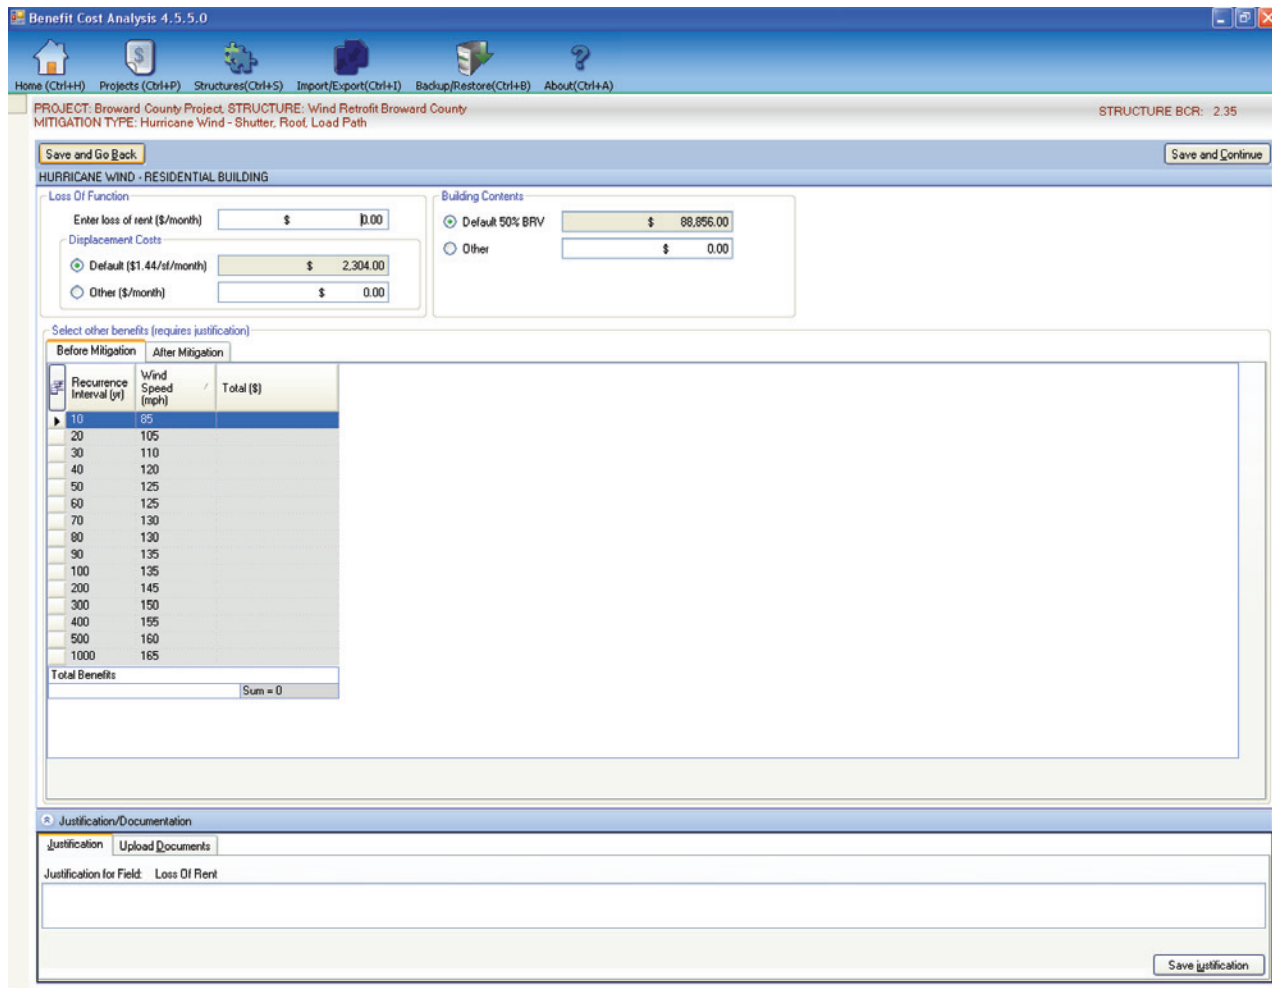 Benefit Cost Analysis 4.5.5.0
Home (Ctrl+H) Projects (Ctrl+P) Structures(Ctrl+S) Import/Export(Ctrl+I) Backup/Restore(Ctrl+B) About(Ctrl+A)
PROJECT: Broward County Project, STRUCTURE: Wind Retrofit Broward County
MITIGATION TYPE: Hurricane Wind - Shutter, Roof, Load Path
STRUCTURE BCR: 2.35
Save and Go Back
Save and Continue
HURRICANE WIND - RESIDENTIAL BUILDING
Loss Of Function
Enter loss of rent ($/month) $ 0.00
Displacement Costs
Default ($1.44/sf/month) $ 2,304.00
Other ($/month) $ 0.00
Building Contents
Default 50% BRV $ 88,856.00
Other $ 0.00
Select other benefits (requires justification)
Before Mitigation After Mitigation
Recurrence Interval (yr) Wind Speed (mph) Total ($)
10 85
20 105
30 110
40 120
50 125
60 125
70 130
80 130
90 135
100 135
200 145
300 150
400 155
500 160
1000 165
Total Benefits
Sum = 0
Justification/Documentation
Justification Upload Documents
Justification for Field: Loss Of Rent
Save justification